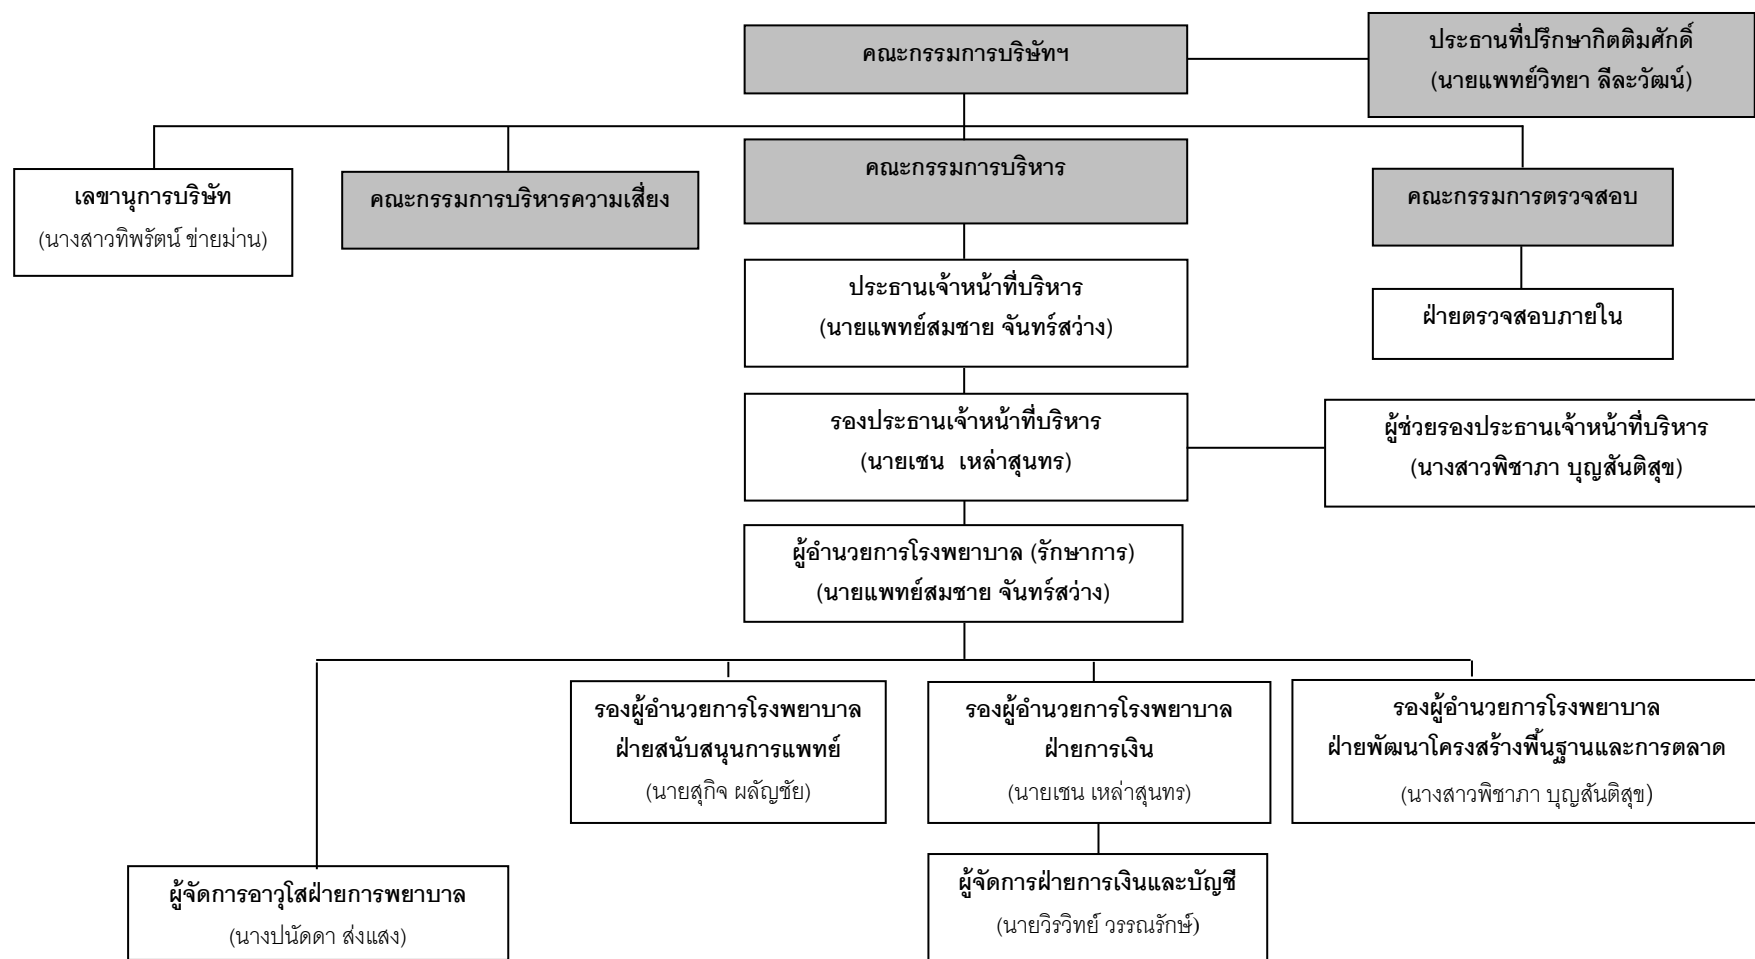 คณะกรรมการบริษัทฯ
ประธานที่ปรึกษากิตติมศักดิ์
(นายแพทย์วิทยา ลีละวัฒน์)
เลขานุการบริษัท
(นางสาวทิพรัตน์ ข่ายม่าน)
คณะกรรมการบริหารความเสี่ยง
คณะกรรมการบริหาร
คณะกรรมการตรวจสอบ
ประธานเจ้าหน้าที่บริหาร
(นายแพทย์สมชาย จันทร์สว่าง)
ฝ่ายตรวจสอบภายใน
รองประธานเจ้าหน้าที่บริหาร
(นายเชน เหล่าสุนทร)
ผู้ช่วยรองประธานเจ้าหน้าที่บริหาร
(นางสาวพิชาภา บุญสันติสุข)
ผู้อำนวยการโรงพยาบาล (รักษาการ)
(นายแพทย์สมชาย จันทร์สว่าง)
รองผู้อำนวยการโรงพยาบาล
ฝ่ายสนับสนุนการแพทย์
(นายสุกิจ ผลัญชัย)
รองผู้อำนวยการโรงพยาบาล
ฝ่ายการเงิน
(นายเชน เหล่าสุนทร)
รองผู้อำนวยการโรงพยาบาล
ฝ่ายพัฒนาโครงสร้างพื้นฐานและการตลาด
(นางสาวพิชาภา บุญสันติสุข)
ผู้จัดการอาวุโสฝ่ายการพยาบาล
(นางปนัดดา ส่งแสง)
ผู้จัดการฝ่ายการเงินและบัญชี
(นายวิรวิทย์ วรรณรักษ์)